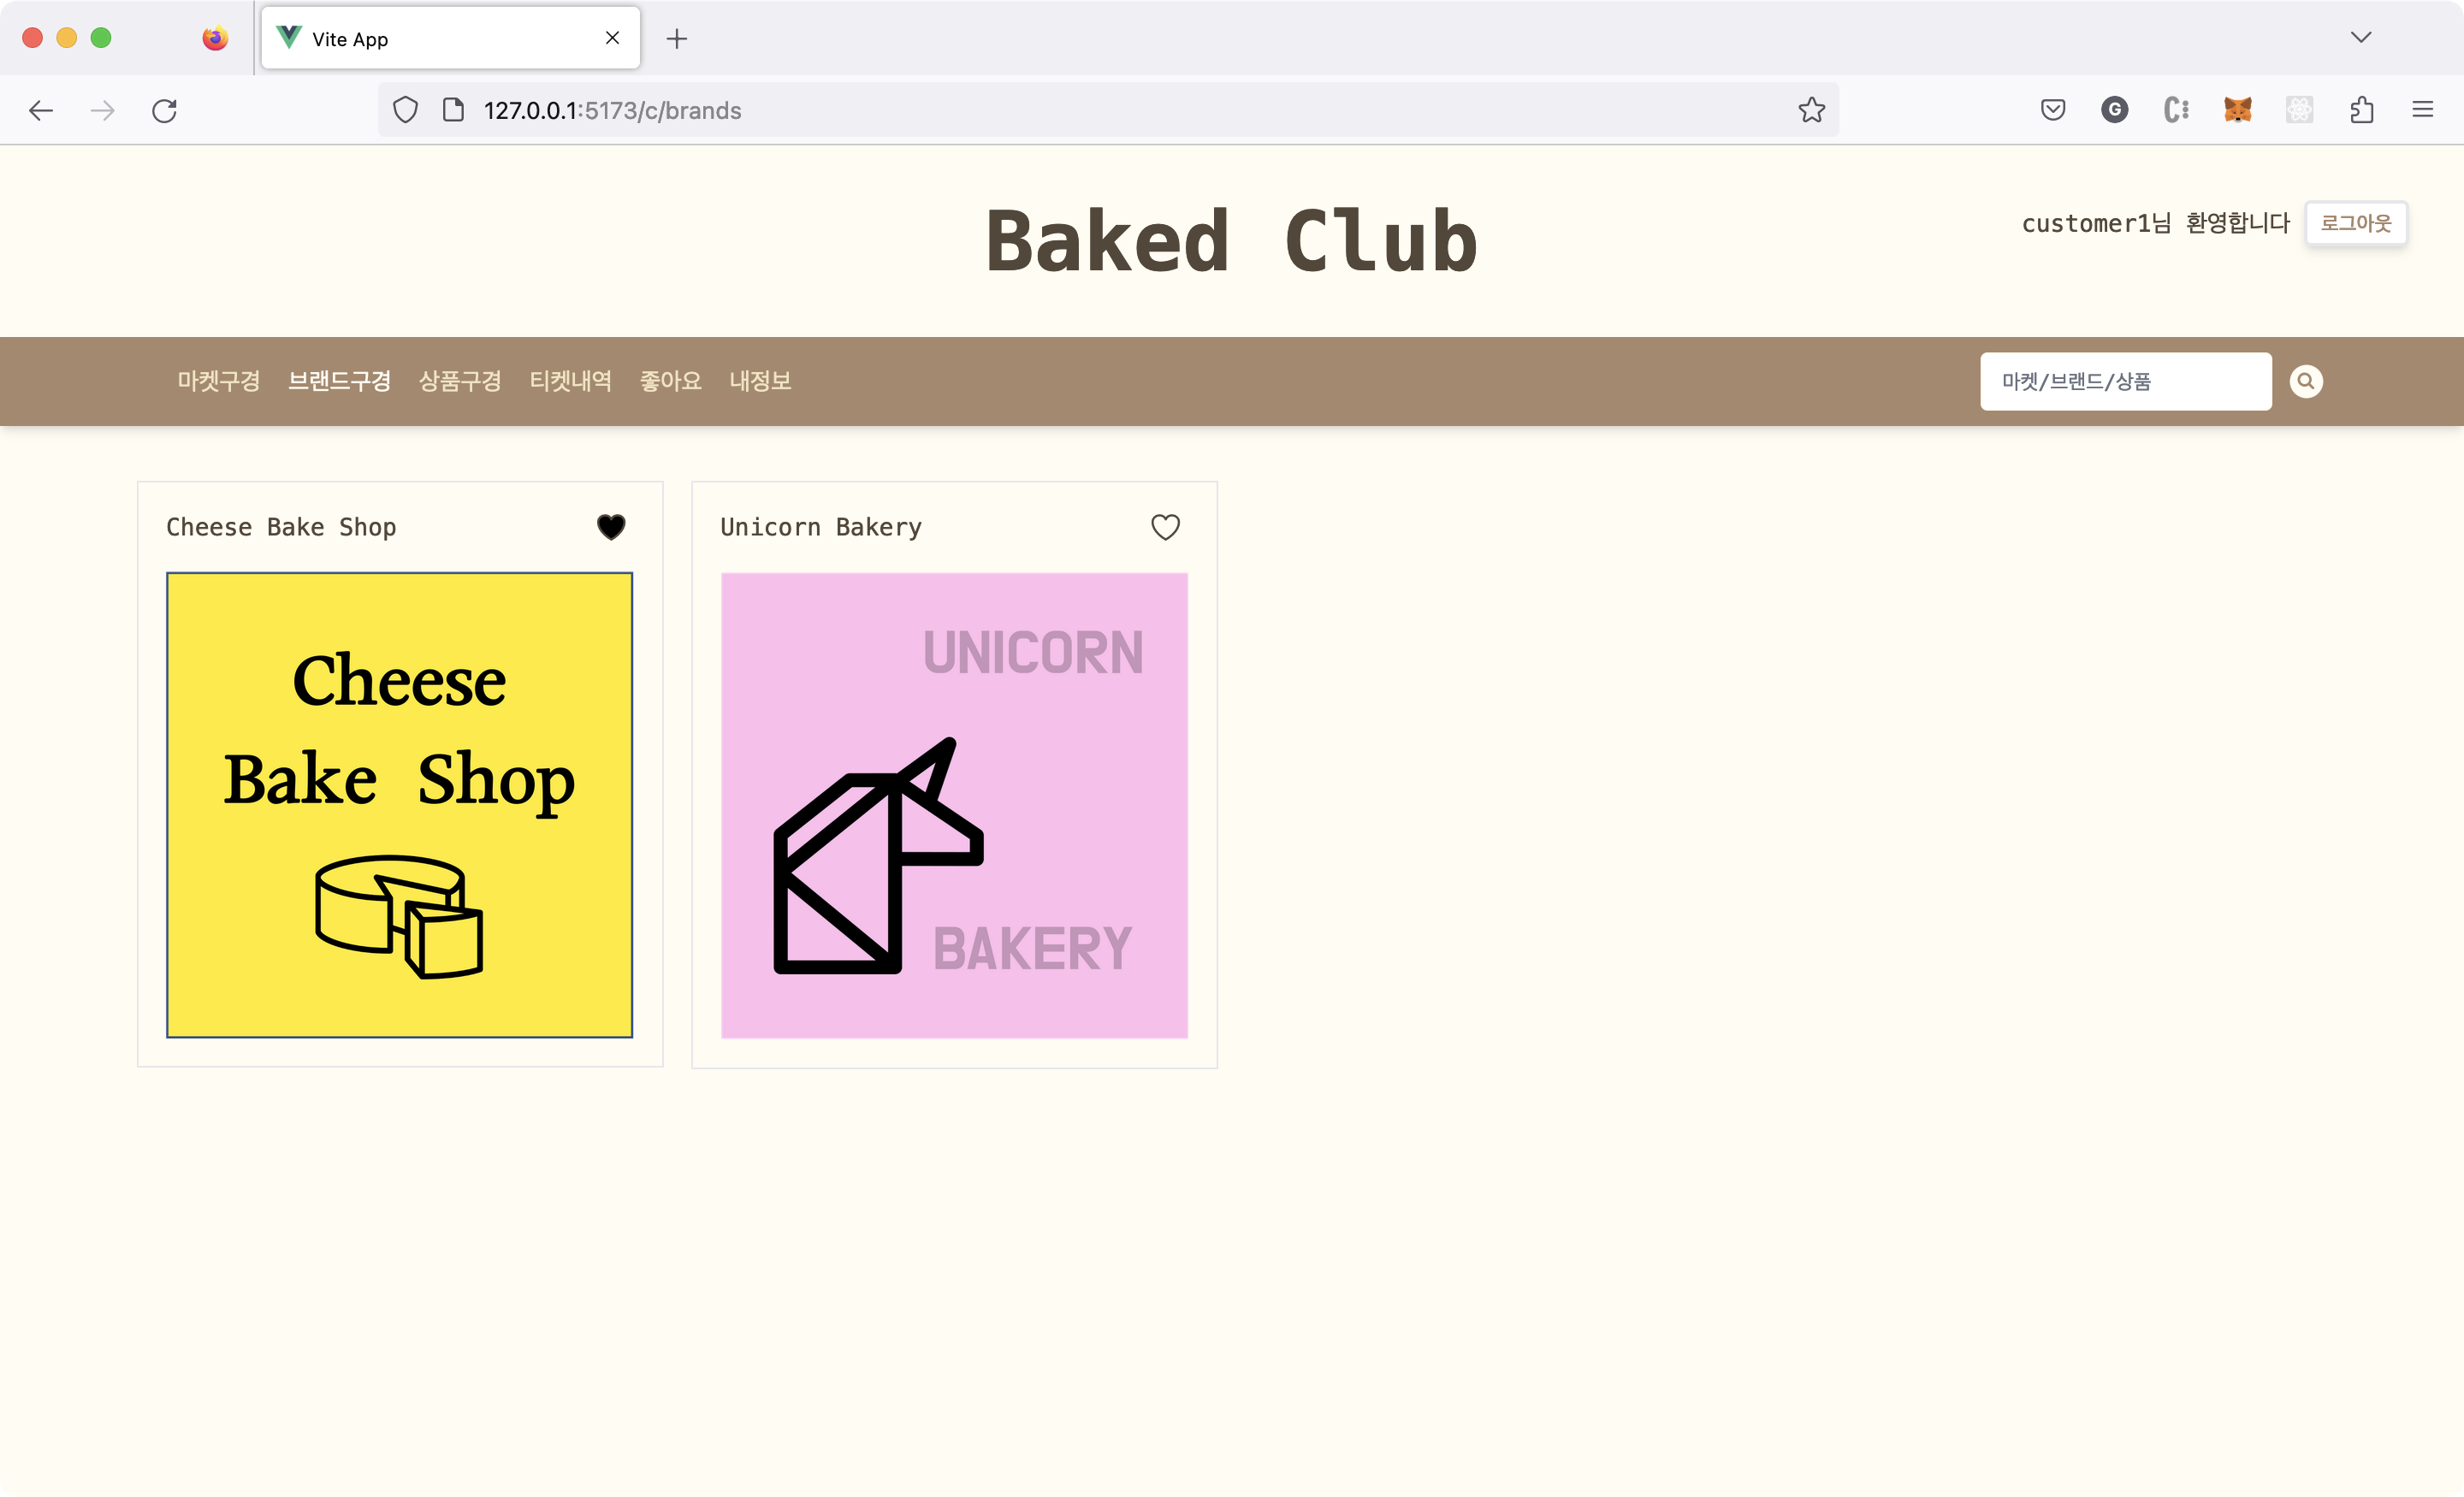 Vite App
127.0.0.1:5173/c/brands
G
Baked Club
customer1님 환영합니다
로그아웃
마켓구경 브랜드구경 상품구경 티켓내역 좋아요 내정보
마켓/브랜드/상품
Cheese Bake Shop
Unicorn Bakery
Cheese
Bake Shop
UNICORN
BAKERY